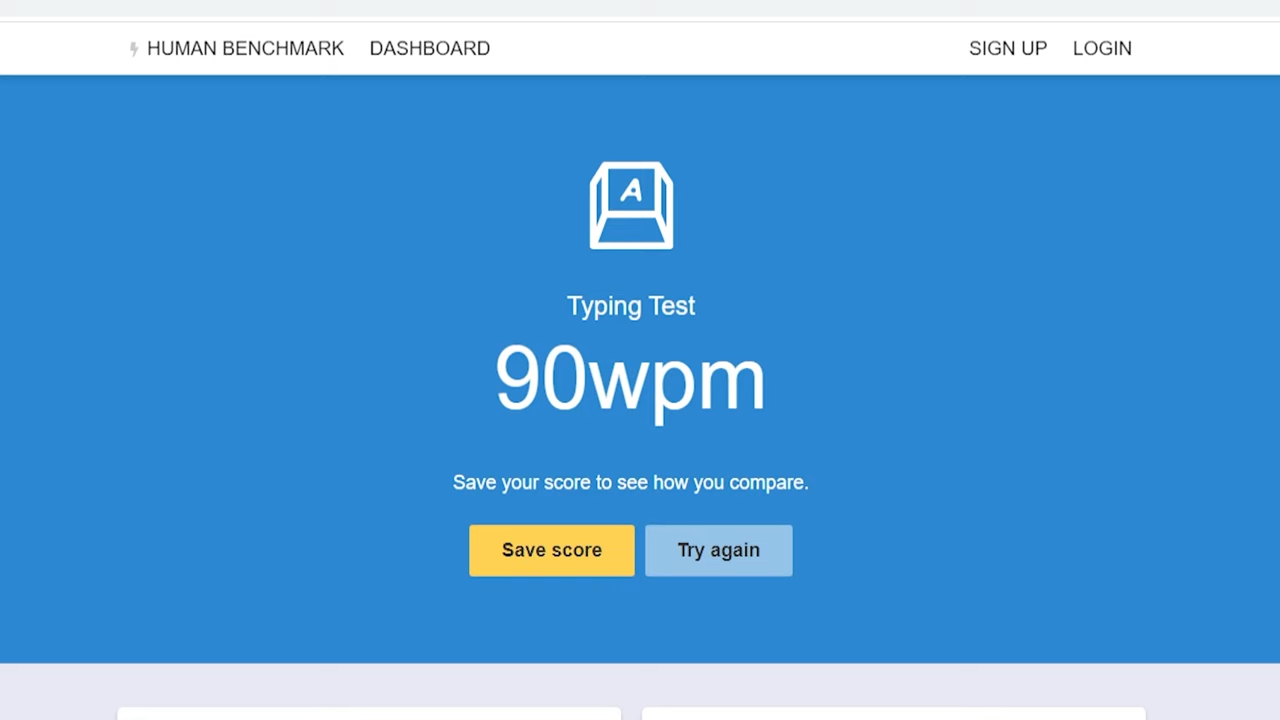 HUMAN BENCHMARK DASHBOARD SIGN UP LOGIN
A
Typing Test
90wpm
Save your score to see how you compare.
Save score Try again